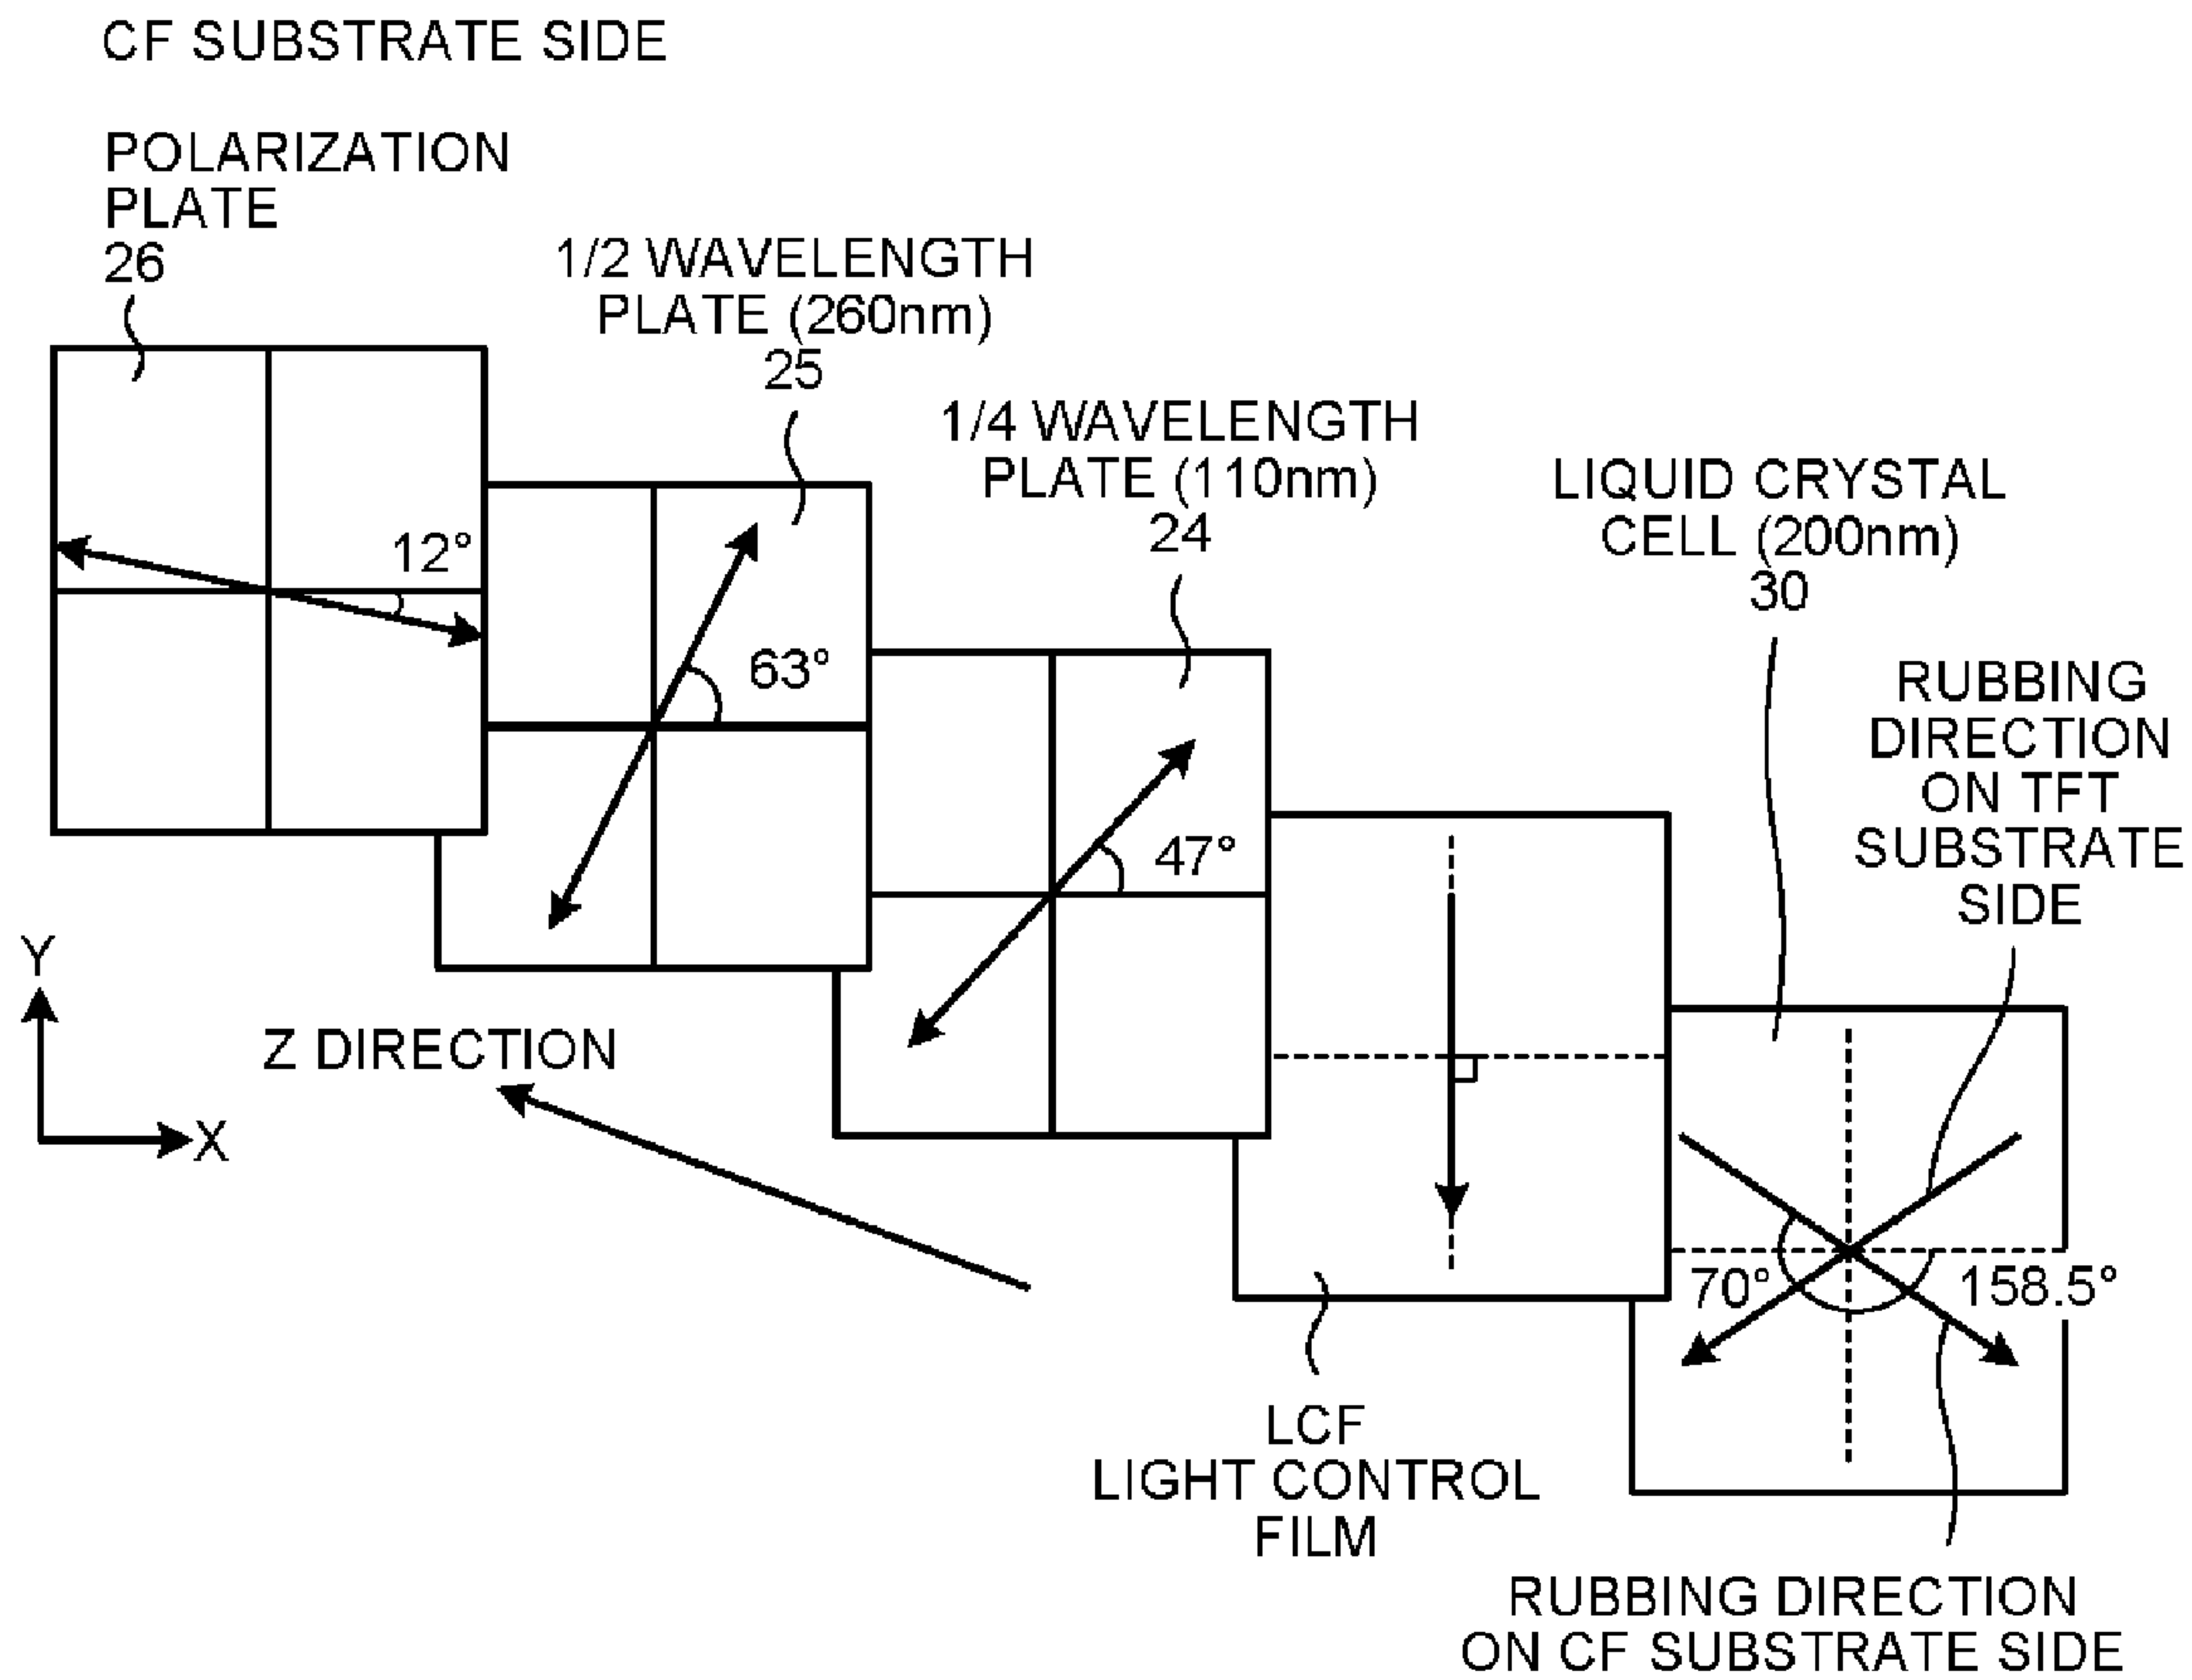 CF SUBSTRATE SIDE
POLARIZATION
PLATE
26
1/2 WAVELENGTH
PLATE (260nm)
25
1/4 WAVELENGTH
PLATE (110nm)
24
LIQUID CRYSTAL
CELL (200nm)
30
RUBBING
DIRECTION
ON TFT
SUBSTRATE
SIDE
12°
63°
47°
Y
X
Z DIRECTION
70°
158.5°
LCF
LIGHT CONTROL
FILM
RUBBING DIRECTION
ON CF SUBSTRATE SIDE